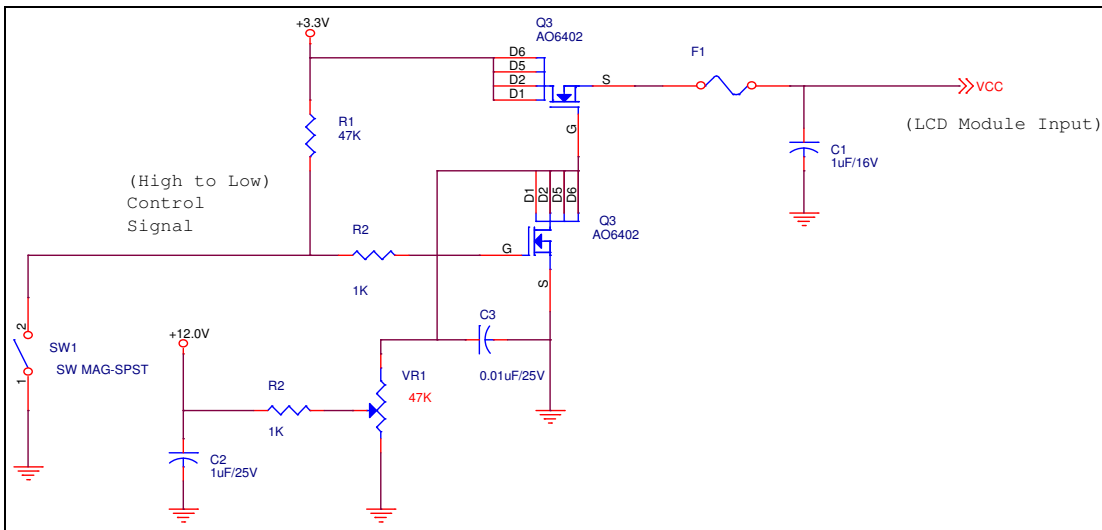 +3.3V
Q3
AO6402
D6
D5
D2
D1
S
G
F1
VCC
(LCD Module Input)
C1
1uF/16V
R1
47K
(High to Low)
Control
Signal
D1
D2
D5
D6
Q3
AO6402
G
S
R2
1K
2
1
SW1
SW MAG-SPST
+12.0V
C3
0.01uF/25V
VR1
47K
R2
1K
C2
1uF/25V